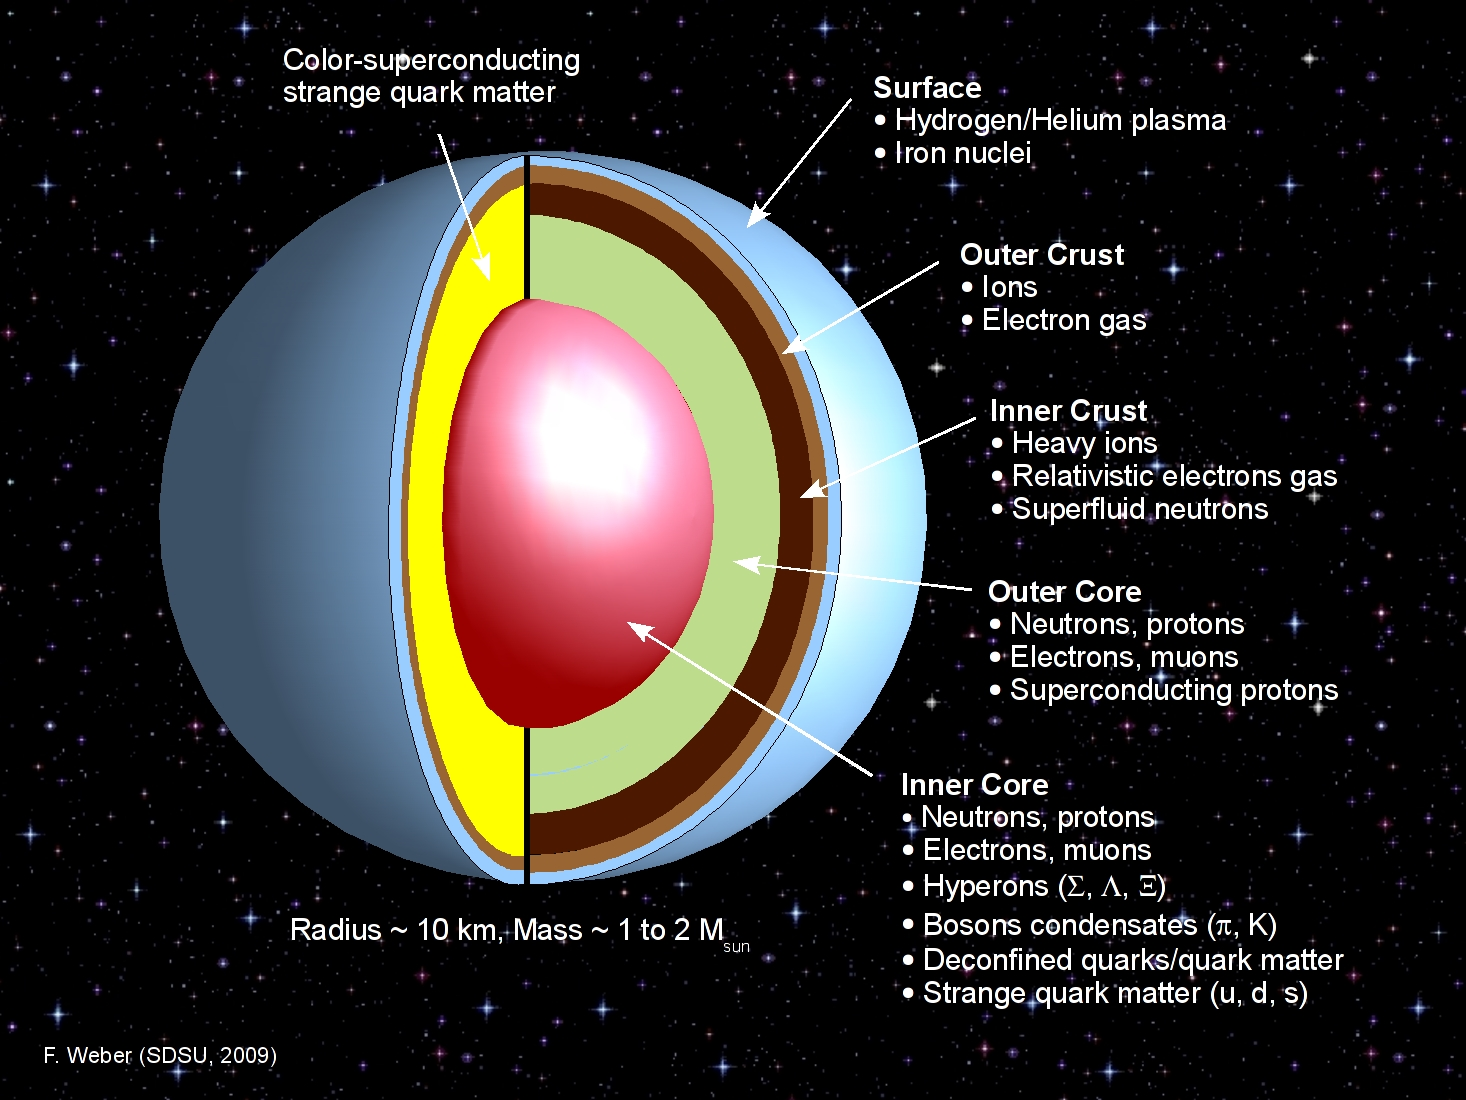 Color-superconducting
strange quark matter
Surface
• Hydrogen/Helium plasma
• Iron nuclei
Outer Crust
• Ions
• Electron gas
Inner Crust
• Heavy ions
• Relativistic electrons gas
• Superfluid neutrons
Outer Core
• Neutrons, protons
• Electrons, muons
• Superconducting protons
Inner Core
• Neutrons, protons
• Electrons, muons
• Hyperons (Σ, Λ, Ξ)
• Bosons condensates (π, K)
• Deconfined quarks/quark matter
• Strange quark matter (u, d, s)
Radius ~ 10 km, Mass ~ 1 to 2 Msun
F. Weber (SDSU, 2009)